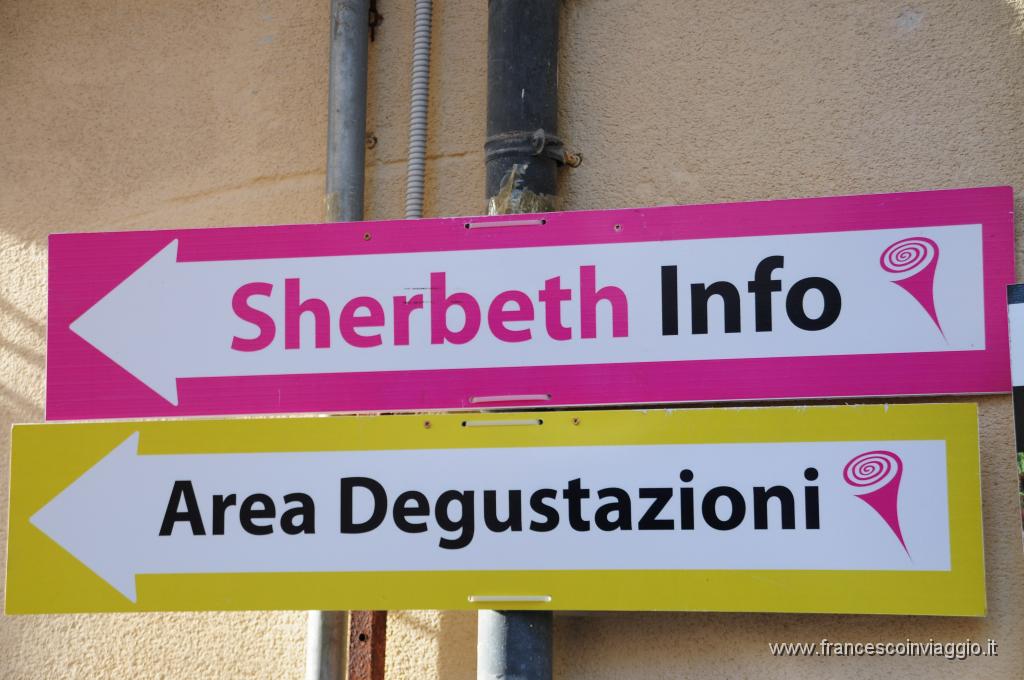 Sherbeth Info
Area Degustazioni
www.francescoinviaggio.it